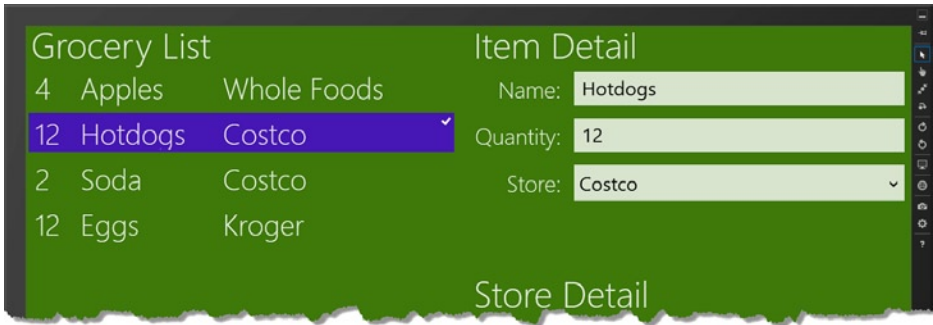 Grocery List
4 Apples Whole Foods
12 Hotdogs Costco
2 Soda Costco
12 Eggs Kroger
Item Detail
Name: Hotdogs
Quantity: 12
Store: Costco
Store Detail
?